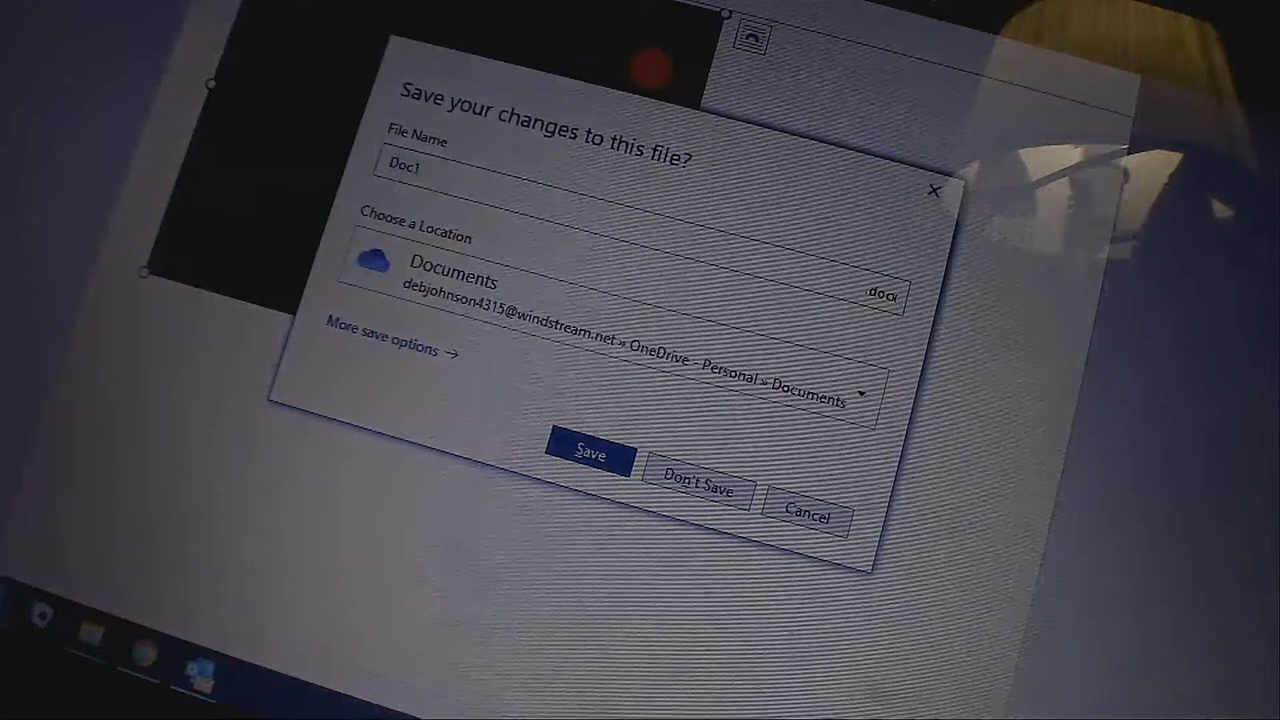 Save your changes to this file?
File Name
Doc1
.docx
Choose a Location
Documents
debjohnson4315@windstream.net » OneDrive - Personal » Documents
More save options →
Save
Don't Save
Cancel